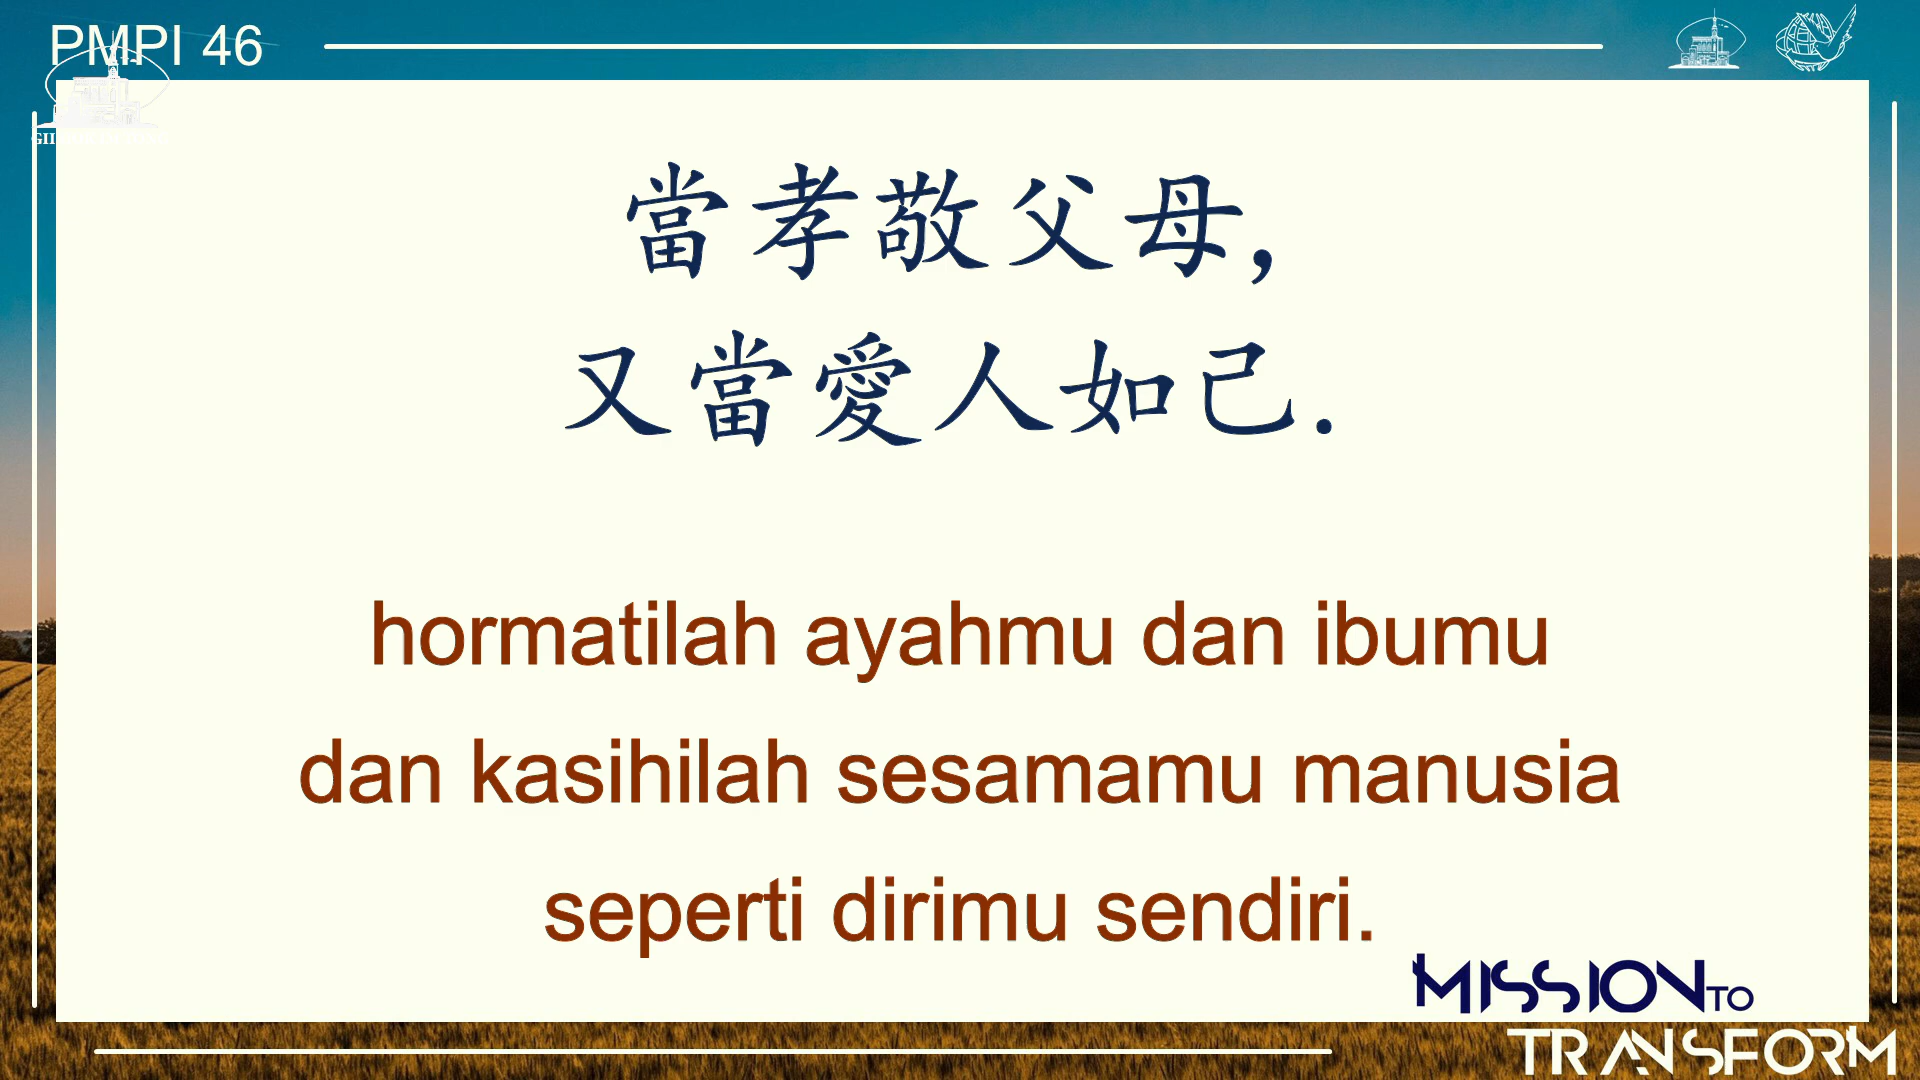 PMPI 46
當孝敬父母,
又當愛人如己.
hormatilah ayahmu dan ibumu
dan kasihilah sesamamu manusia
seperti dirimu sendiri.
MISSION TO
TRANSFORM